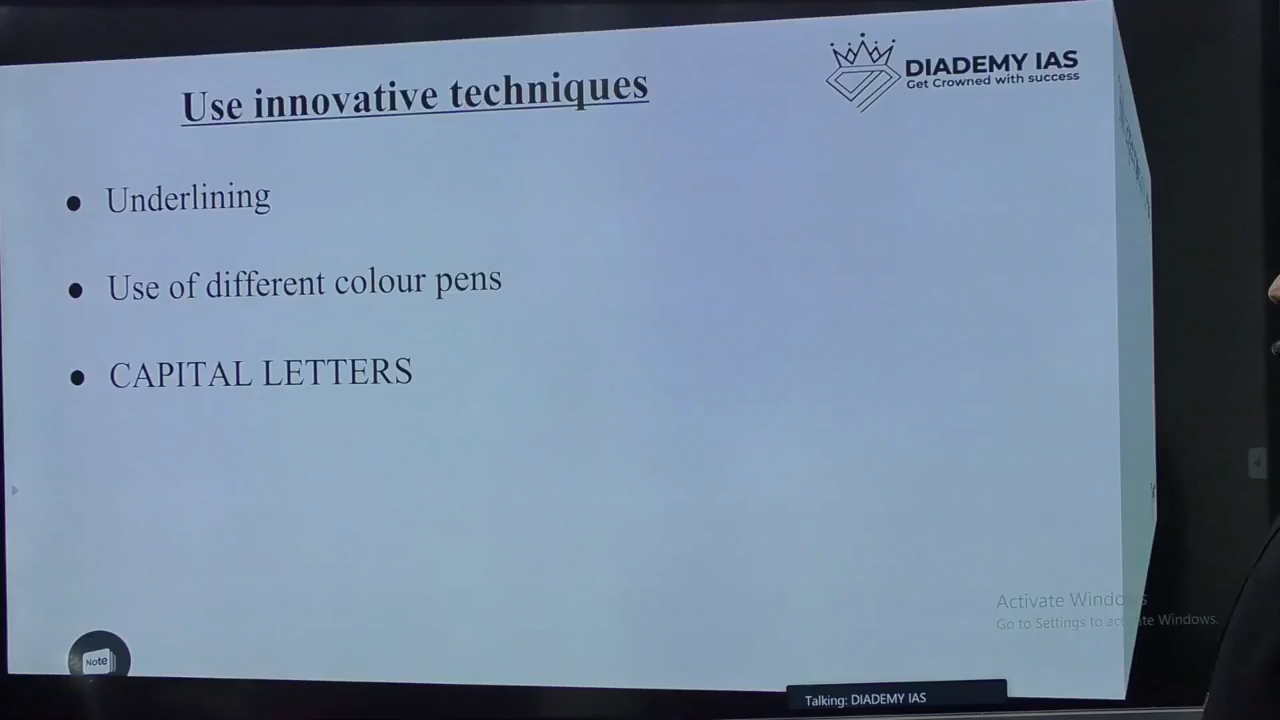 DIADEMY IAS
Get Crowned with success
Use innovative techniques
● Underlining
● Use of different colour pens
● CAPITAL LETTERS
Activate Windows
Go to Settings to activate Windows.
Note
Talking: DIADEMY IAS